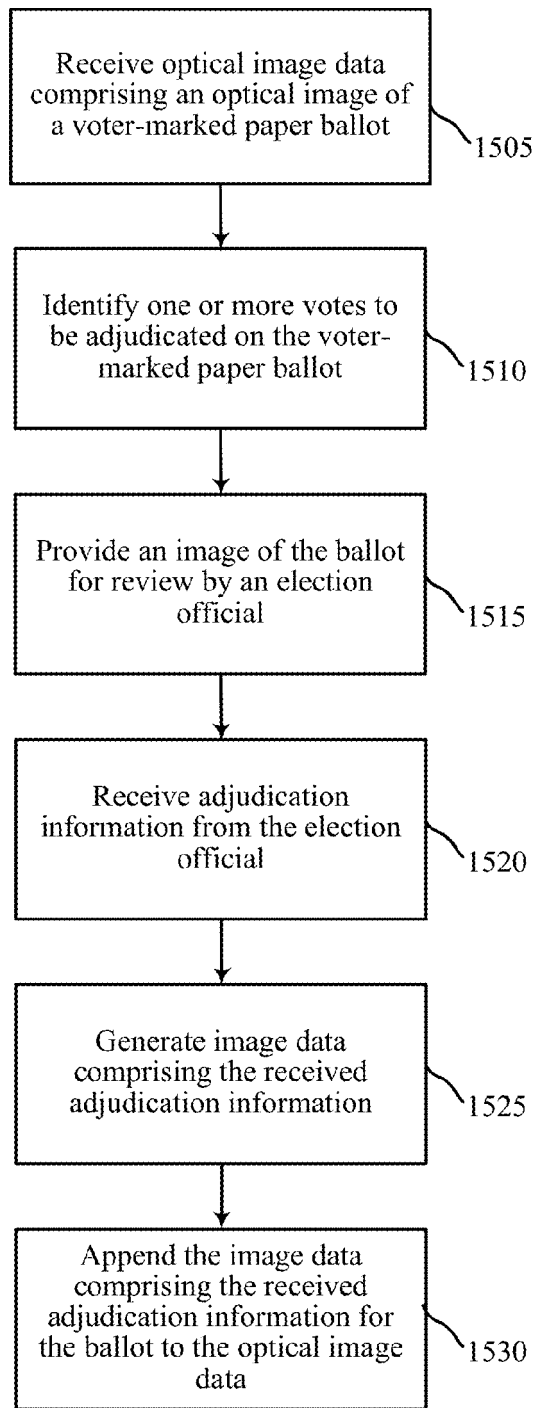 Receive optical image data
comprising an optical image of
a voter-marked paper ballot
1505
Identify one or more votes to
be adjudicated on the voter-
marked paper ballot
1510
Provide an image of the ballot
for review by an election
official
1515
Receive adjudication
information from the election
official
1520
Generate image data
comprising the received
adjudication information
1525
Append the image data
comprising the received
adjudication information for
the ballot to the optical image
data
1530